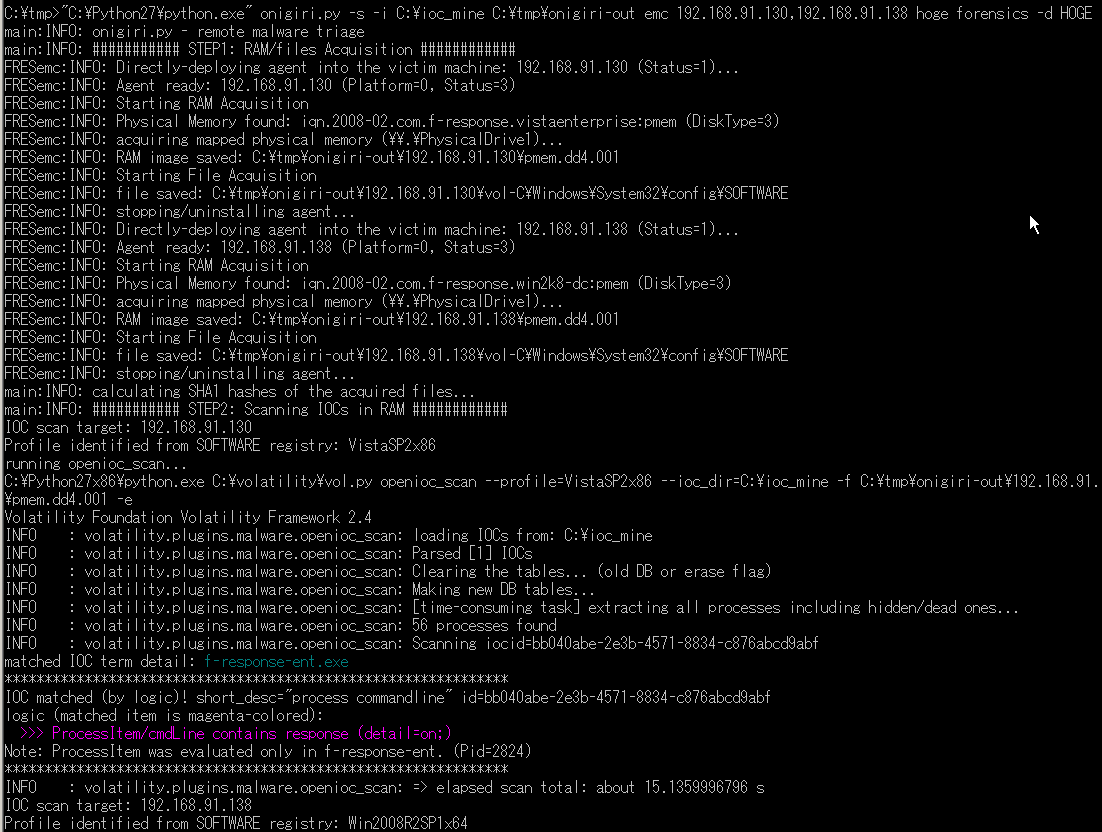 C:¥tmp>"C:¥Python27¥python.exe" onigiri.py -s -i C:¥ioc_mine C:¥tmp¥onigiri-out emc 192.168.91.130,192.168.91.138 hoge forensics -d HOGE
main:INFO: onigiri.py - remote malware triage
main:INFO: ########### STEP1: RAM/files Acquisition ############
FRESemc:INFO: Directly-deploying agent into the victim machine: 192.168.91.130 (Status=1)...
FRESemc:INFO: Agent ready: 192.168.91.130 (Platform=0, Status=3)
FRESemc:INFO: Starting RAM Acquisition
FRESemc:INFO: Physical Memory found: iqn.2008-02.com.f-response.vistaenterprise:pmem (DiskType=3)
FRESemc:INFO: acquiring mapped physical memory (¥¥.¥PhysicalDrive1)...
FRESemc:INFO: RAM image saved: C:¥tmp¥onigiri-out¥192.168.91.130¥pmem.dd4.001
FRESemc:INFO: Starting File Acquisition
FRESemc:INFO: file saved: C:¥tmp¥onigiri-out¥192.168.91.130¥vol-C¥Windows¥System32¥config¥SOFTWARE
FRESemc:INFO: stopping/uninstalling agent...
FRESemc:INFO: Directly-deploying agent into the victim machine: 192.168.91.138 (Status=1)...
FRESemc:INFO: Agent ready: 192.168.91.138 (Platform=0, Status=3)
FRESemc:INFO: Starting RAM Acquisition
FRESemc:INFO: Physical Memory found: iqn.2008-02.com.f-response.win2k8-dc:pmem (DiskType=3)
FRESemc:INFO: acquiring mapped physical memory (¥¥.¥PhysicalDrive1)...
FRESemc:INFO: RAM image saved: C:¥tmp¥onigiri-out¥192.168.91.138¥pmem.dd4.001
FRESemc:INFO: Starting File Acquisition
FRESemc:INFO: file saved: C:¥tmp¥onigiri-out¥192.168.91.138¥vol-C¥Windows¥System32¥config¥SOFTWARE
FRESemc:INFO: stopping/uninstalling agent...
main:INFO: calculating SHA1 hashes of the acquired files...
main:INFO: ########### STEP2: Scanning IOCs in RAM ############
IOC scan target: 192.168.91.130
Profile identified from SOFTWARE registry: VistaSP2x86
running openioc_scan...
C:¥Python27x86¥python.exe C:¥volatility¥vol.py openioc_scan --profile=VistaSP2x86 --ioc_dir=C:¥ioc_mine -f C:¥tmp¥onigiri-out¥192.168.91.
¥pmem.dd4.001 -e
Volatility Foundation Volatility Framework 2.4
INFO    : volatility.plugins.malware.openioc_scan: loading IOCs from: C:¥ioc_mine
INFO    : volatility.plugins.malware.openioc_scan: Parsed [1] IOCs
INFO    : volatility.plugins.malware.openioc_scan: Clearing the tables... (old DB or erase flag)
INFO    : volatility.plugins.malware.openioc_scan: Making new DB tables...
INFO    : volatility.plugins.malware.openioc_scan: [time-consuming task] extracting all processes including hidden/dead ones...
INFO    : volatility.plugins.malware.openioc_scan: 56 processes found
INFO    : volatility.plugins.malware.openioc_scan: Scanning iocid=bb040abe-2e3b-4571-8834-c876abcd9abf
matched IOC term detail: f-response-ent.exe
***************************************************************
IOC matched (by logic)! short_desc="process commandline" id=bb040abe-2e3b-4571-8834-c876abcd9abf
logic (matched item is magenta-colored):
  >>> ProcessItem/cmdLine contains response (detail=on;)
Note: ProcessItem was evaluated only in f-response-ent. (Pid=2824)
***************************************************************
INFO    : volatility.plugins.malware.openioc_scan: => elapsed scan total: about 15.1359996796 s
IOC scan target: 192.168.91.138
Profile identified from SOFTWARE registry: Win2008R2SP1x64